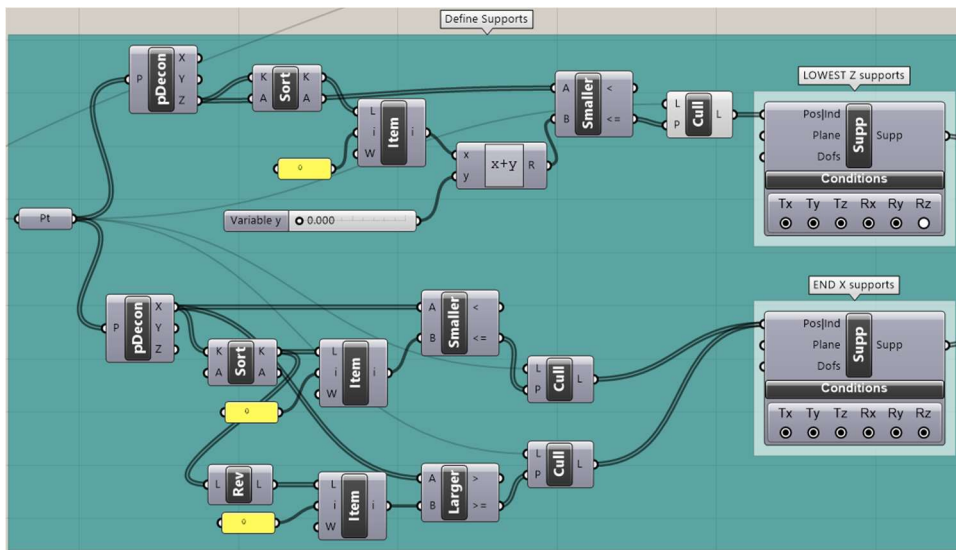 Define Supports
P pDecon X Y Z
K A Sort K A
L i W Item i
0
x y x+y R
A B Smaller < <=
L P Cull L
LOWEST Z supports
Pos|Ind Plane Dofs Supp Supp
Conditions
Tx Ty Tz Rx Ry Rz
Variable y 0.000
Pt
P pDecon X Y Z
K A Sort K A
0
L i W Item i
A B Smaller < <=
L P Cull L
END X supports
Pos|Ind Plane Dofs Supp Supp
Conditions
Tx Ty Tz Rx Ry Rz
L Rev L
0
L i W Item i
A B Larger > >=
L P Cull L